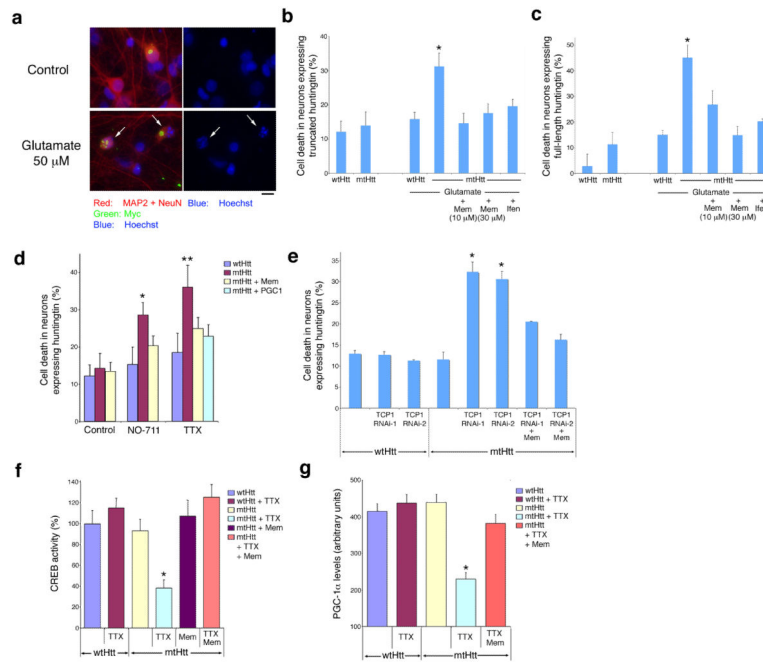 a
Control
Glutamate
50 µM
Red: MAP2 + NeuN Blue: Hoechst
Green: Myc
Blue: Hoechst
b
Cell death in neurons expressing
truncated huntingtin (%)
40
30
20
10
0
*
wtHtt mtHtt wtHtt mtHtt
Glutamate
+ + +
Mem Mem Ifen
(10 µM)(30 µM)
c
Cell death in neurons expressing
full-length huntingtin (%)
50
40
30
20
10
0
*
wtHtt mtHtt wtHtt mtHtt
Glutamate
+ + +
Mem Mem Ifen
(10 µM)(30 µM)
d
Cell death in neurons
expressing huntingtin (%)
40
30
20
10
0
*
**
wtHtt
mtHtt
mtHtt + Mem
mtHtt + PGC1
Control NO-711 TTX
e
Cell death in neurons
expressing huntingtin (%)
40
35
30
25
20
15
10
5
0
* *
TCP1 TCP1 TCP1 TCP1 TCP1 TCP1
RNAi-1 RNAi-2 RNAi-1 RNAi-2 RNAi-1 RNAi-2
+ +
Mem Mem
wtHtt mtHtt
f
CREB activity (%)
140
120
100
80
60
40
20
0
*
wtHtt
wtHtt + TTX
mtHtt
mtHtt + TTX
mtHtt + Mem
mtHtt
+ TTX
+ Mem
TTX TTX Mem TTX
Mem
wtHtt mtHtt
g
PGC-1α levels (arbitrary units)
500
400
300
200
100
*
wtHtt
wtHtt + TTX
mtHtt
mtHtt + TTX
mtHtt
+ TTX
+ Mem
TTX TTX TTX
Mem
wtHtt mtHtt